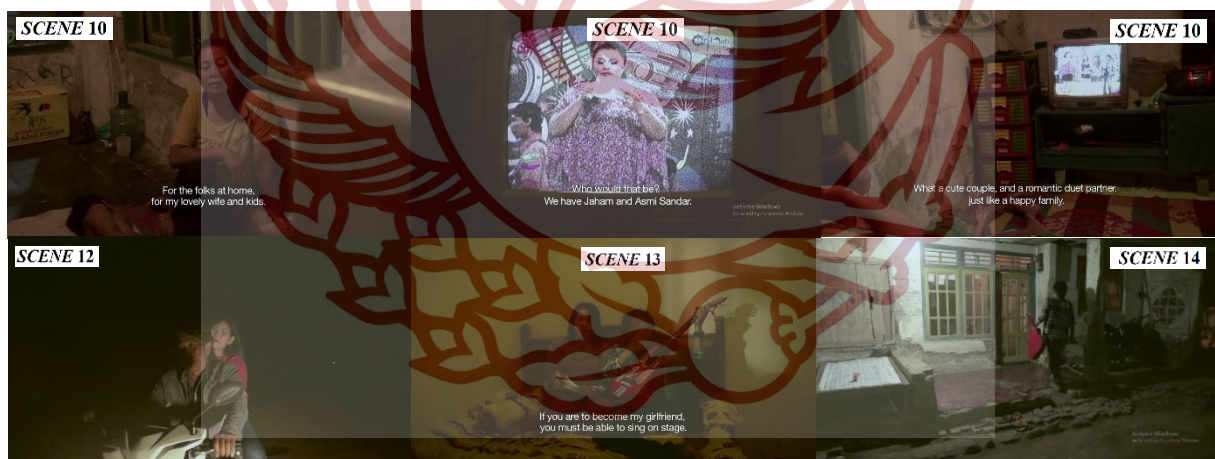 SCENE 10
SCENE 10
SCENE 10
For the folks at home,
for my lovely wife and kids.
Who would that be?
We have Jaham and Asmi Sandar.
Activate Windows
What a cute couple, and a romantic duet partner.
just like a happy family.
SCENE 12
SCENE 13
SCENE 14
If you are to become my girlfriend,
you must be able to sing on stage.
Activate Windows